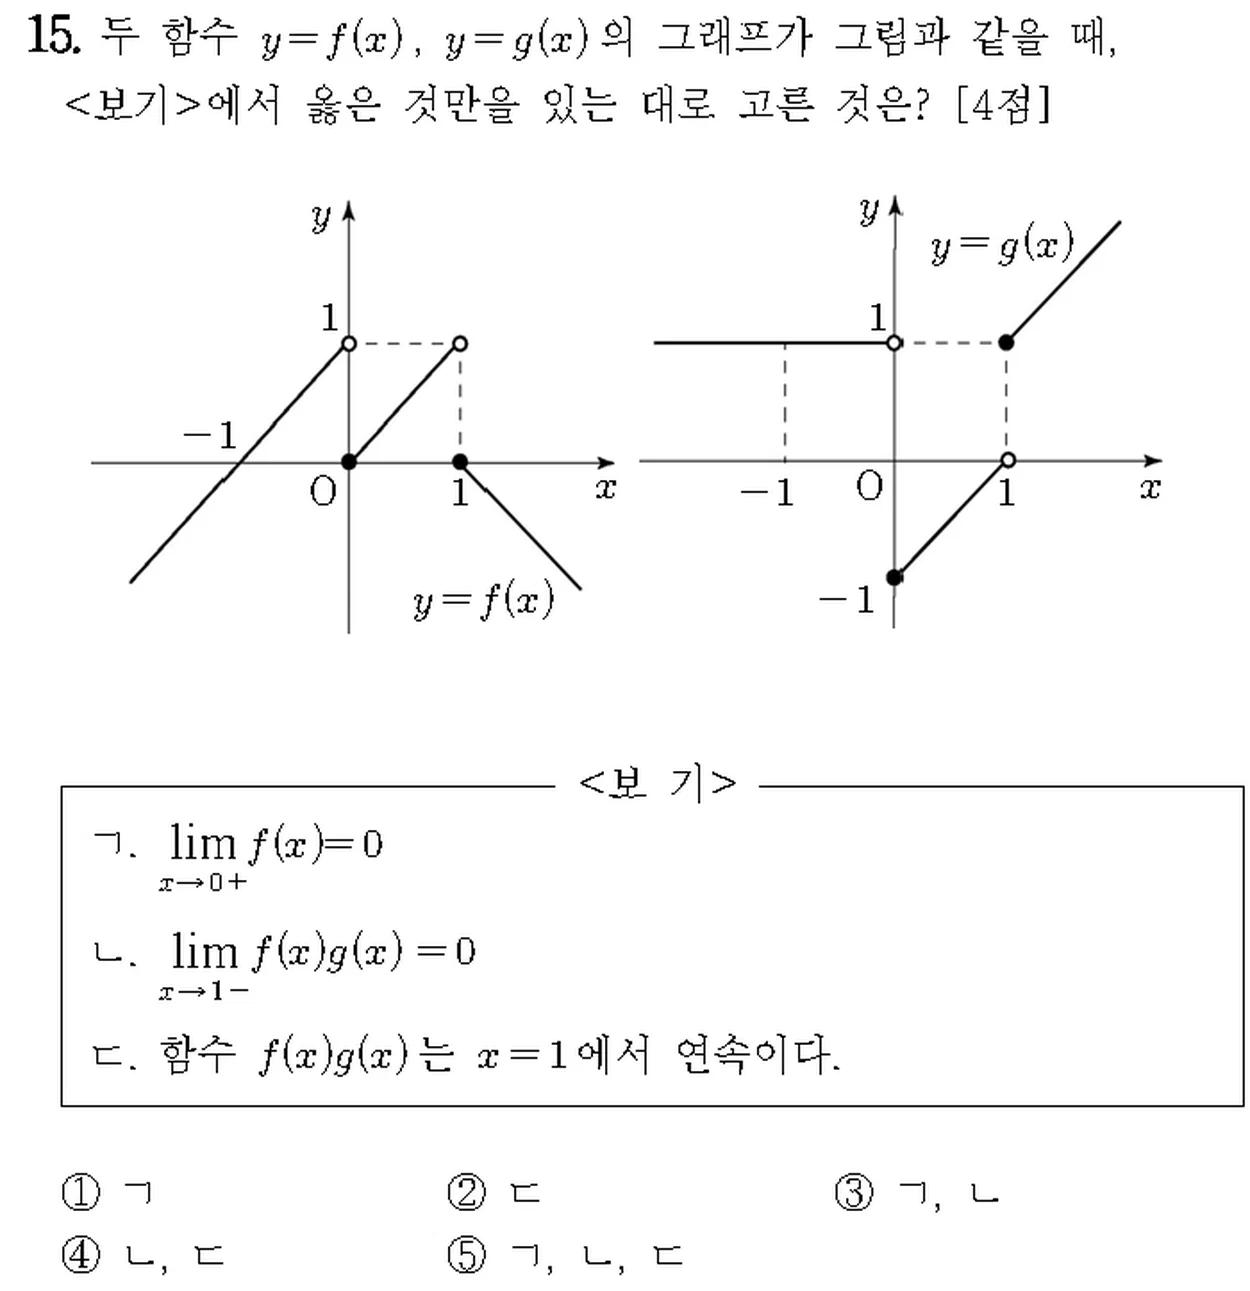 15. 두 함수 y=f(x), y=g(x)의 그래프가 그림과 같을 때,
<보기>에서 옳은 것만을 있는 대로 고른 것은? [4점]
y
1
-1
O
1
x
y=f(x)
y
y=g(x)
1
-1
O
1
x
-1
<보 기>
ㄱ. lim f(x)=0
x→0+
ㄴ. lim f(x)g(x)=0
x→1-
ㄷ. 함수 f(x)g(x)는 x=1에서 연속이다.
① ㄱ ② ㄷ ③ ㄱ, ㄴ
④ ㄴ, ㄷ ⑤ ㄱ, ㄴ, ㄷ